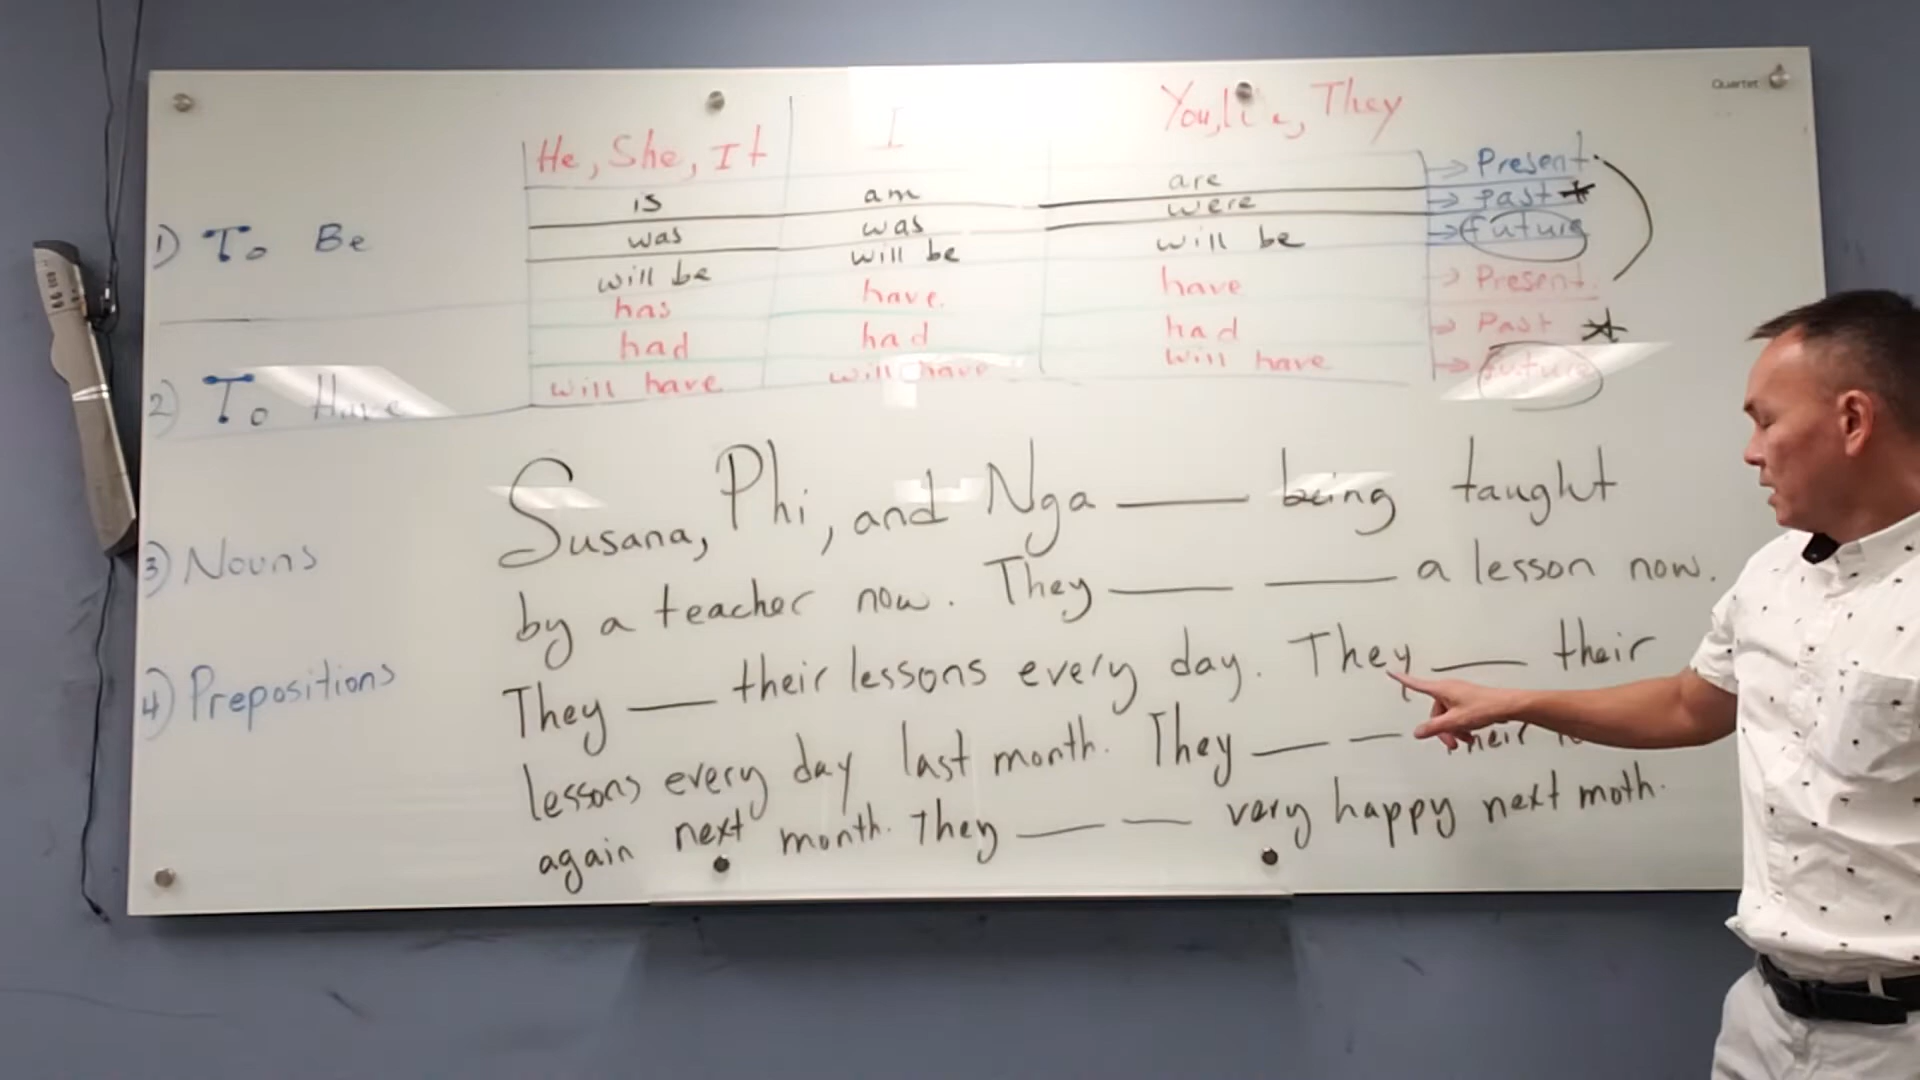 Quartet
He, She, It I You, They
is am are → Present
was was were → past *
1) To Be will be will be will be → future
has have. have → Present.
had had had → Past *
2) To Have will have will have will have → future
Susana, Phi, and Nga ___ being taught
3) Nouns by a teacher now. They ___ ___ a lesson now.
4) Prepositions They ___ their lessons every day. They ___ their
lessons every day last month. They ___ ___ their
again next month. They ___ ___ very happy next moth.